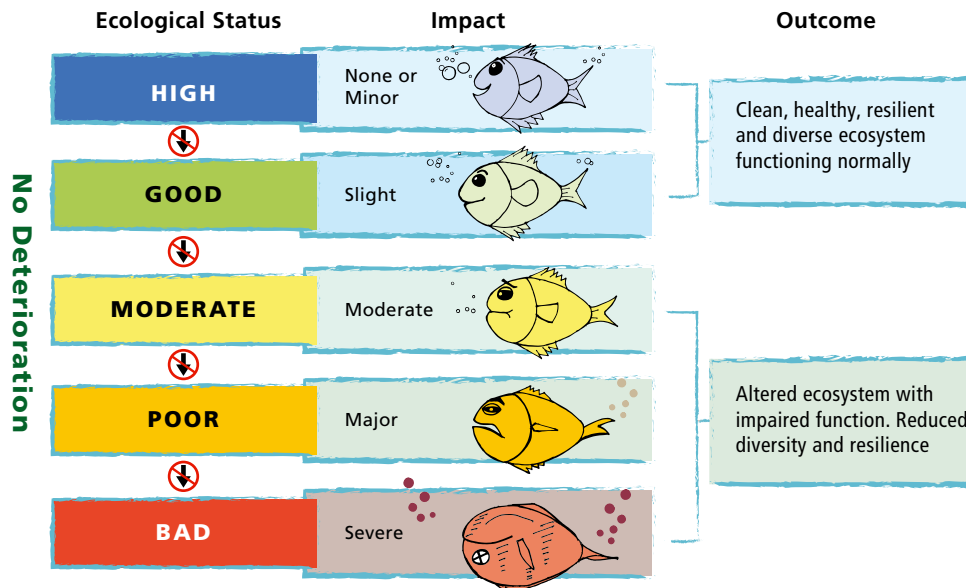 Ecological Status
Impact
Outcome
No Deterioration
HIGH
None or
Minor
Clean, healthy, resilient
and diverse ecosystem
functioning normally
GOOD
Slight
MODERATE
Moderate
POOR
Major
Altered ecosystem with
impaired function. Reduced
diversity and resilience
BAD
Severe